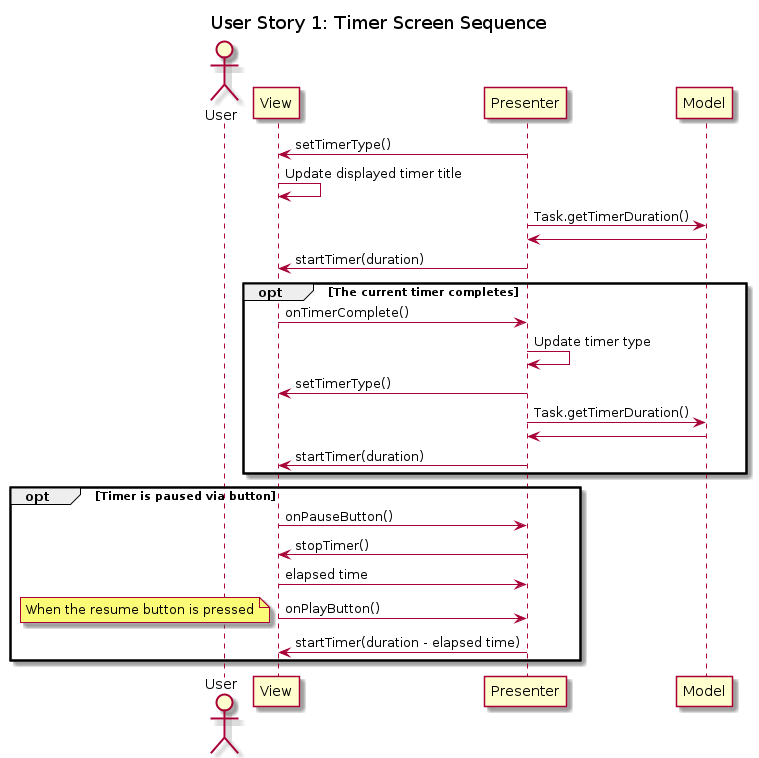 User Story 1: Timer Screen Sequence
User
View
Presenter
Model
setTimerType()
Update displayed timer title
Task.getTimerDuration()
startTimer(duration)
opt
[The current timer completes]
onTimerComplete()
Update timer type
setTimerType()
Task.getTimerDuration()
startTimer(duration)
opt
[Timer is paused via button]
onPauseButton()
stopTimer()
elapsed time
When the resume button is pressed
onPlayButton()
startTimer(duration - elapsed time)
User
View
Presenter
Model